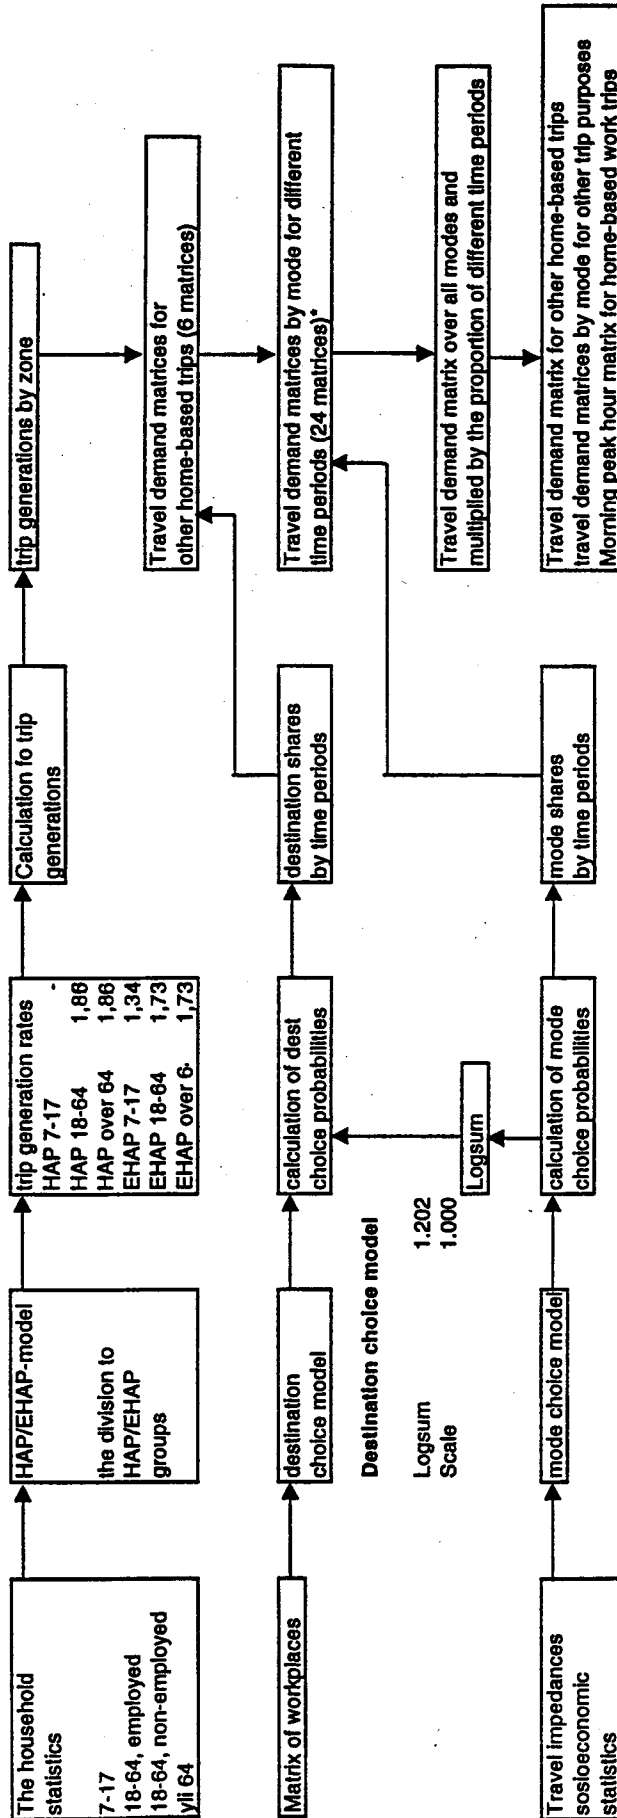 The household
statistics
7-17
18-64, employed
18-64, non-employed
yli 64
HAP/EHAP-model
the division to
HAP/EHAP
groups
trip generation rates
HAP 7-17 -
HAP 18-64 1,86
HAP over 64 1,86
EHAP 7-17 1,34
EHAP 18-64 1,73
EHAP over 6 1,73
Calculation fo trip
generations
trip generations by zone
Travel demand matrices for
other home-based trips (6 matrices)
Matrix of workplaces
destination
choice model
calculation of dest
choice probabilities
destination shares
by time periods
Travel demand matrices by mode for different
time periods (24 matrices)*
Destination choice model
Logsum 1.202
Scale 1.000
Logsum
Travel demand matrix over all modes and
multiplied by the proportion of different time periods
Travel impedances
sosioeconomic
statistics
mode choice model
calculation of mode
choice probabilities
mode shares
by time periods
Travel demand matrix for other home-based trips
travel demand matrices by mode for other trip purposes
Morning peak hour matrix for home-based work trips